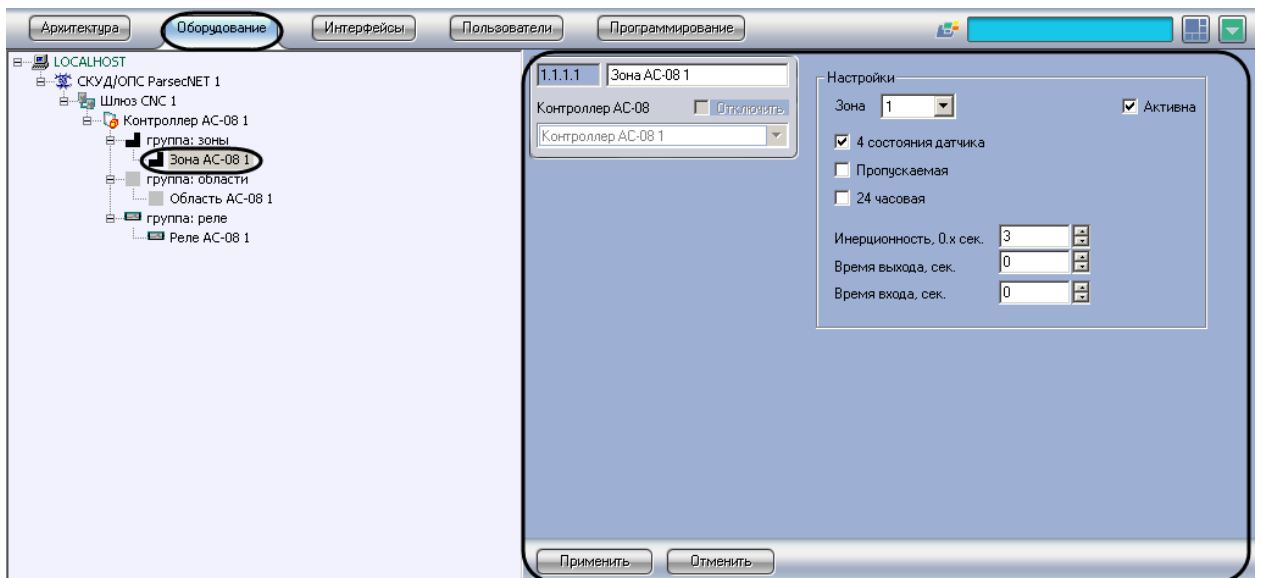 Архитектура Оборудование Интерфейсы Пользователи Программирование
LOCALHOST
СКУД/ОПС ParsecNET 1
Шлюз CNC 1
Контроллер AC-08 1
группа: зоны
Зона AC-08 1
группа: области
Область AC-08 1
группа: реле
Реле AC-08 1
1.1.1.1 Зона AC-08 1
Контроллер AC-08 Отключить
Контроллер AC-08 1
Настройки
Зона 1 Активна
4 состояния датчика
Пропускаемая
24 часовая
Инерционность, 0.x сек. 3
Время выхода, сек. 0
Время входа, сек. 0
Применить Отменить